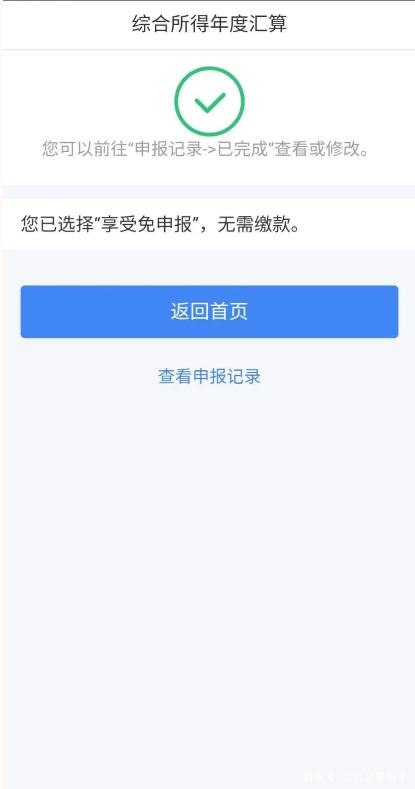 综合所得年度汇算
您可以前往“申报记录->已完成”查看或修改。
您已选择“享受免申报”，无需缴款。
返回首页
查看申报记录